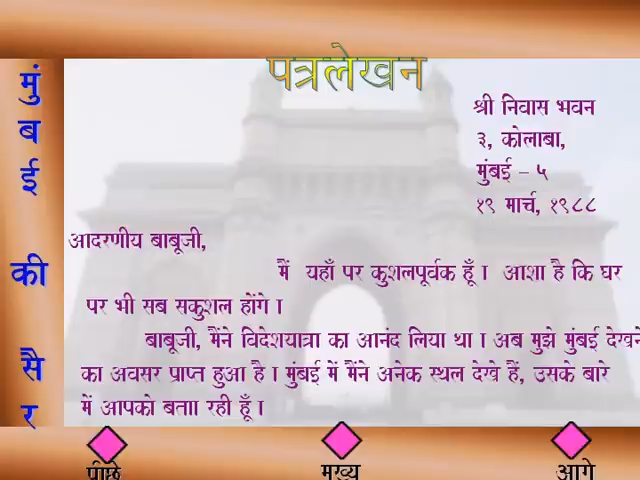 पत्रलेखन
मुंबई की सैर
श्री निवास भवन
३, कोलाबा,
मुंबई – ५
१९ मार्च, १९८८
आदरणीय बाबूजी,
मैं यहाँ पर कुशलपूर्वक हूँ। आशा है कि घर
पर भी सब सकुशल होंगे।
बाबूजी, मैंने विदेशयात्रा का आनंद लिया था। अब मुझे मुंबई देखने
का अवसर प्राप्त हुआ है। मुंबई में मैंने अनेक स्थल देखे हैं, उसके बारे
में आपको बताा रही हूँ।
पीछे मुख्य आगे